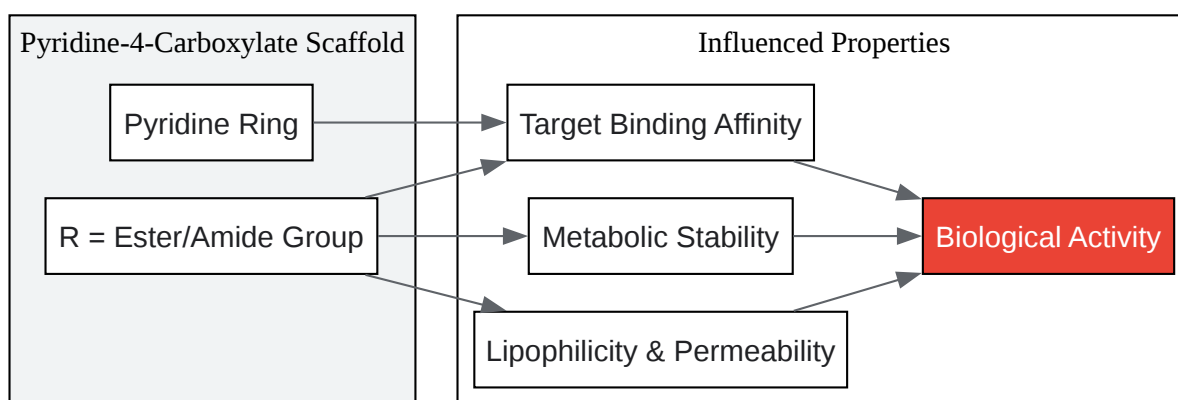 Pyridine-4-Carboxylate Scaffold
Pyridine Ring
R = Ester/Amide Group
Influenced Properties
Target Binding Affinity
Metabolic Stability
Lipophilicity & Permeability
Biological Activity